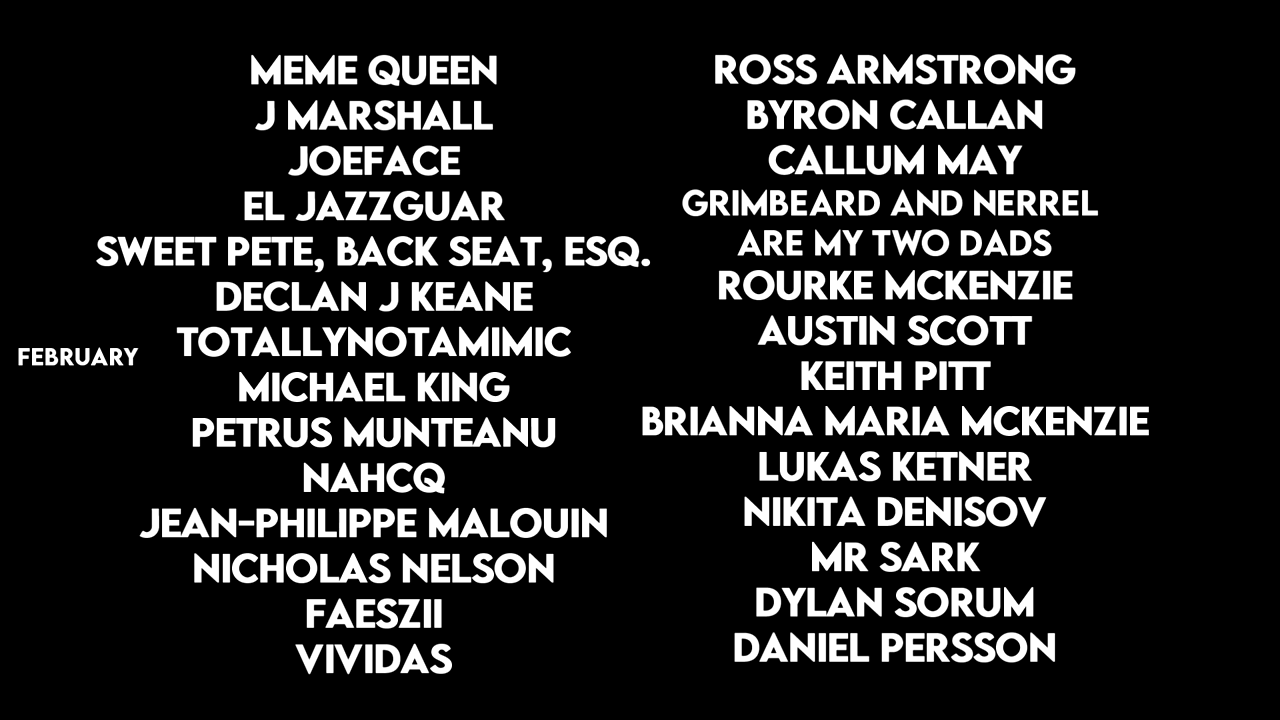 FEBRUARY
MEME QUEEN
J MARSHALL
JOEFACE
EL JAZZGUAR
SWEET PETE, BACK SEAT, ESQ.
DECLAN J KEANE
TOTALLYNOTAMIMIC
MICHAEL KING
PETRUS MUNTEANU
NAHCQ
JEAN-PHILIPPE MALOUIN
NICHOLAS NELSON
FAESZII
VIVIDAS
ROSS ARMSTRONG
BYRON CALLAN
CALLUM MAY
GRIMBEARD AND NERREL
ARE MY TWO DADS
ROURKE MCKENZIE
AUSTIN SCOTT
KEITH PITT
BRIANNA MARIA MCKENZIE
LUKAS KETNER
NIKITA DENISOV
MR SARK
DYLAN SORUM
DANIEL PERSSON